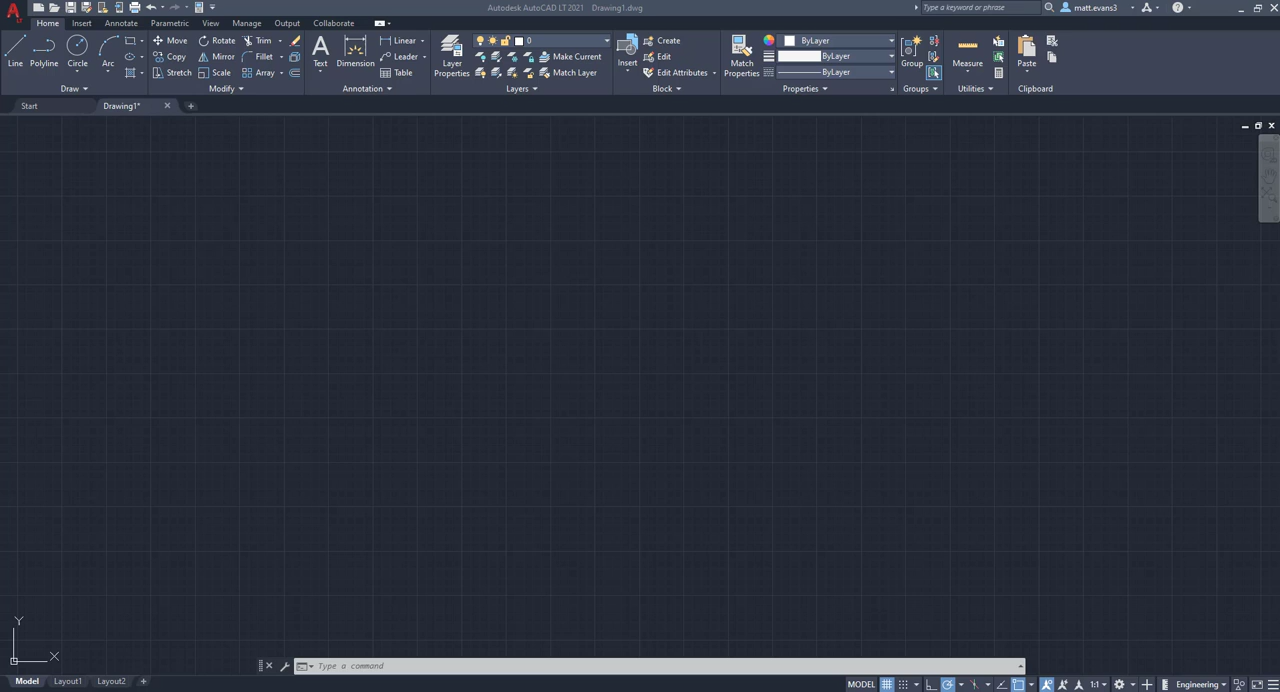 LT
Autodesk AutoCAD LT 2021 Drawing1.dwg
Type a keyword or phrase
matt.evans3
Home Insert Annotate Parametric View Manage Output Collaborate
Line Polyline Circle Arc
Move Rotate Trim
Copy Mirror Fillet
Stretch Scale Array
Text Dimension
Linear
Leader
Table
Layer Properties
0
Make Current
Match Layer
Insert
Create
Edit
Edit Attributes
Match Properties
ByLayer
ByLayer
ByLayer
Group
Measure
Paste
Draw Modify Annotation Layers Block Properties Groups Utilities Clipboard
Start Drawing1*
Y
X
Type a command
Model Layout1 Layout2
MODEL 1:1 Engineering